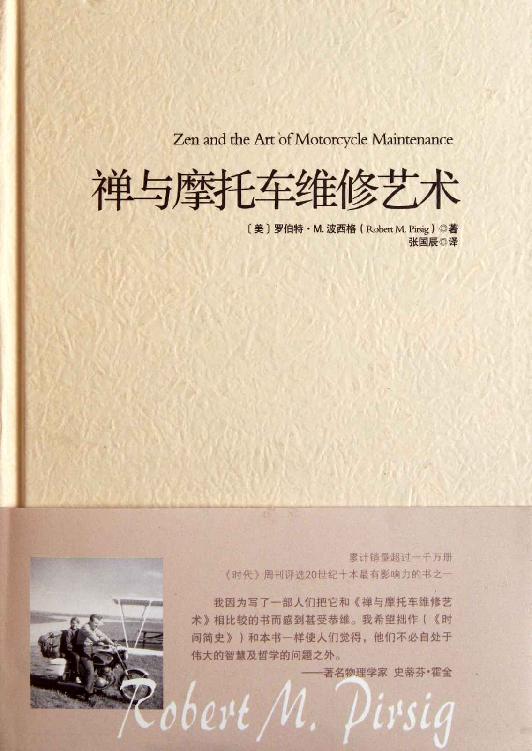 Zen and the Art of Motorcycle Maintenance
禅与摩托车维修艺术
〔美〕罗伯特·M. 波西格（Robert M. Pirsig）◎著
张国辰◎译
累计销量超过一千万册
《时代》周刊评选20世纪十本最有影响力的书之一
我因为写了一部人们把它和《禅与摩托车维修艺
术》相比较的书而感到甚受恭维。我希望拙作（《时
间简史》）和本书一样使人们觉得，他们不必自处于
伟大的智慧及哲学的问题之外。
——著名物理学家 史蒂芬·霍金
Robert M. Pirsig